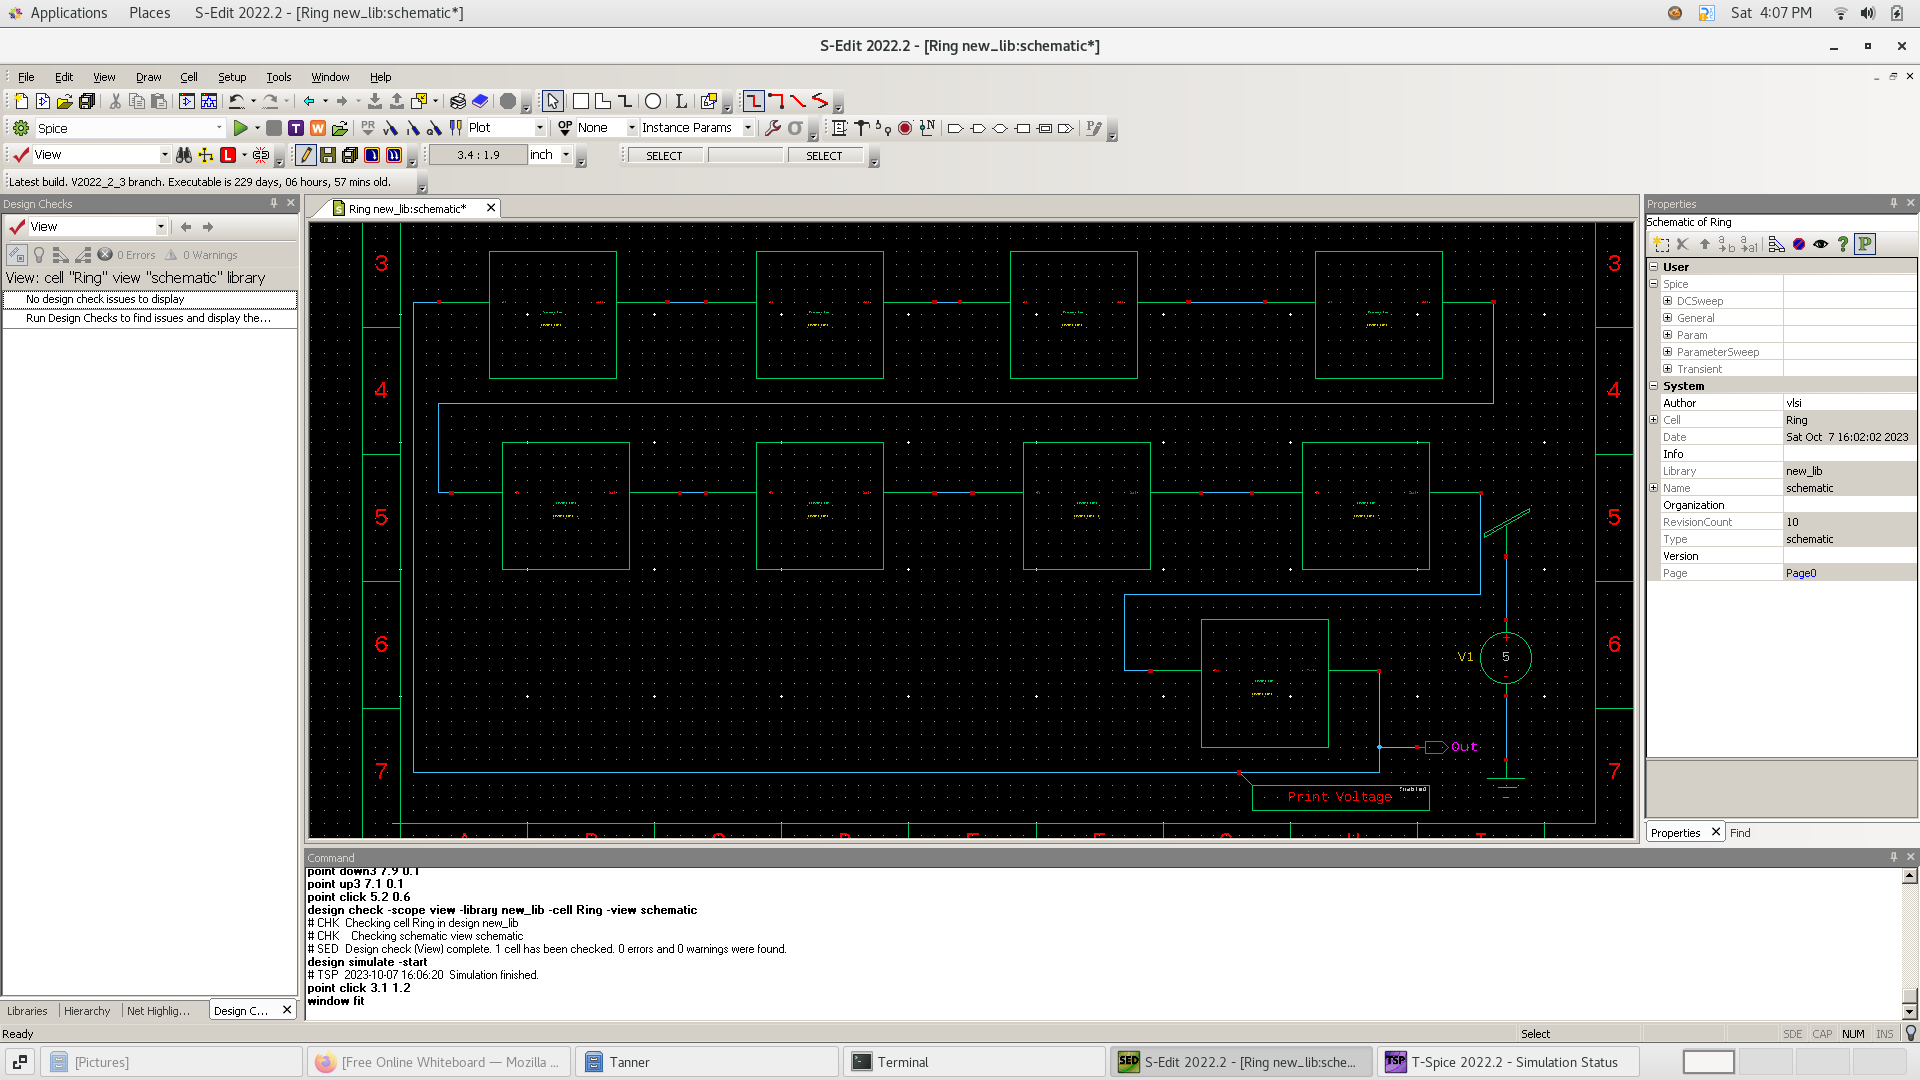 Applications Places S-Edit 2022.2 - [Ring new_lib:schematic*] Sat 4:07 PM
S-Edit 2022.2 - [Ring new_lib:schematic*]
File Edit View Draw Cell Setup Tools Window Help
Spice Plot OP None Instance Params
View 3.4 : 1.9 inch SELECT SELECT
Latest build. V2022_2_3 branch. Executable is 229 days, 06 hours, 57 mins old.
Design Checks
View
0 Errors 0 Warnings
View: cell "Ring" view "schematic" library
No design check issues to display
Run Design Checks to find issues and display the...
Libraries Hierarchy Net Highlig... Design C...
Ring new_lib:schematic*
3 3
4 4
5 5
6 6
V1 5
Out
7 7
Print Voltage Enabled
Properties
Schematic of Ring
User
Spice
DCSweep
General
Param
ParameterSweep
Transient
System
Author vlsi
Cell Ring
Date Sat Oct 7 16:02:02 2023
Info
Library new_lib
Name schematic
Organization
RevisionCount 10
Type schematic
Version
Page Page0
Properties Find
Command
point down3 7.9 0.1
point up3 7.1 0.1
point click 5.2 0.6
design check -scope view -library new_lib -cell Ring -view schematic
# CHK Checking cell Ring in design new_lib
# CHK Checking schematic view schematic
# SED Design check (View) complete. 1 cell has been checked. 0 errors and 0 warnings were found.
design simulate -start
# TSP 2023-10-07 16:06:20 Simulation finished.
point click 3.1 1.2
window fit
Ready Select SDE CAP NUM INS
[Pictures] [Free Online Whiteboard — Mozilla ... Tanner Terminal S-Edit 2022.2 - [Ring new_lib:sche... T-Spice 2022.2 - Simulation Status